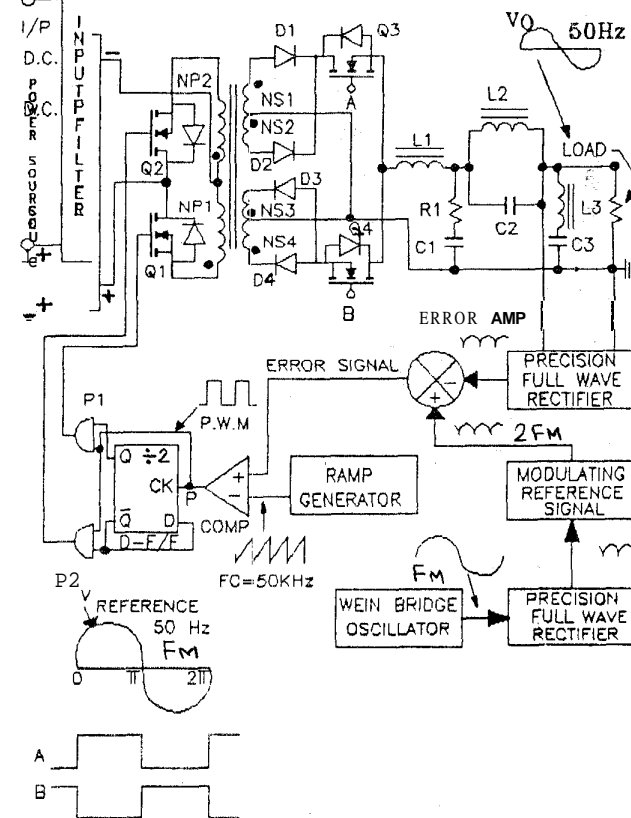 I/P
D.C.
D.C.
POWER
INPUT
FILTER
−
+
+
+
NP2
NP1
Q2
Q1
D1
NS1
NS2
D2
D3
NS3
NS4
D4
Q3
A
Q4
B
L1
L2
R1
C1
C2
L3
C3
LOAD
VO 50Hz
ERROR AMP
ERROR SIGNAL
−
+
PRECISION
FULL WAVE
RECTIFIER
2FM
MODULATING
REFERENCE
SIGNAL
P1
P.W.M
Q ÷2
CK
P
Q̅ D
D-F/F
+
−
COMP
RAMP
GENERATOR
FC=50KHz
FM
WEIN BRIDGE
OSCILLATOR
PRECISION
FULL WAVE
RECTIFIER
P2
V
REFERENCE
50 Hz
FM
0 π 2π
A
B